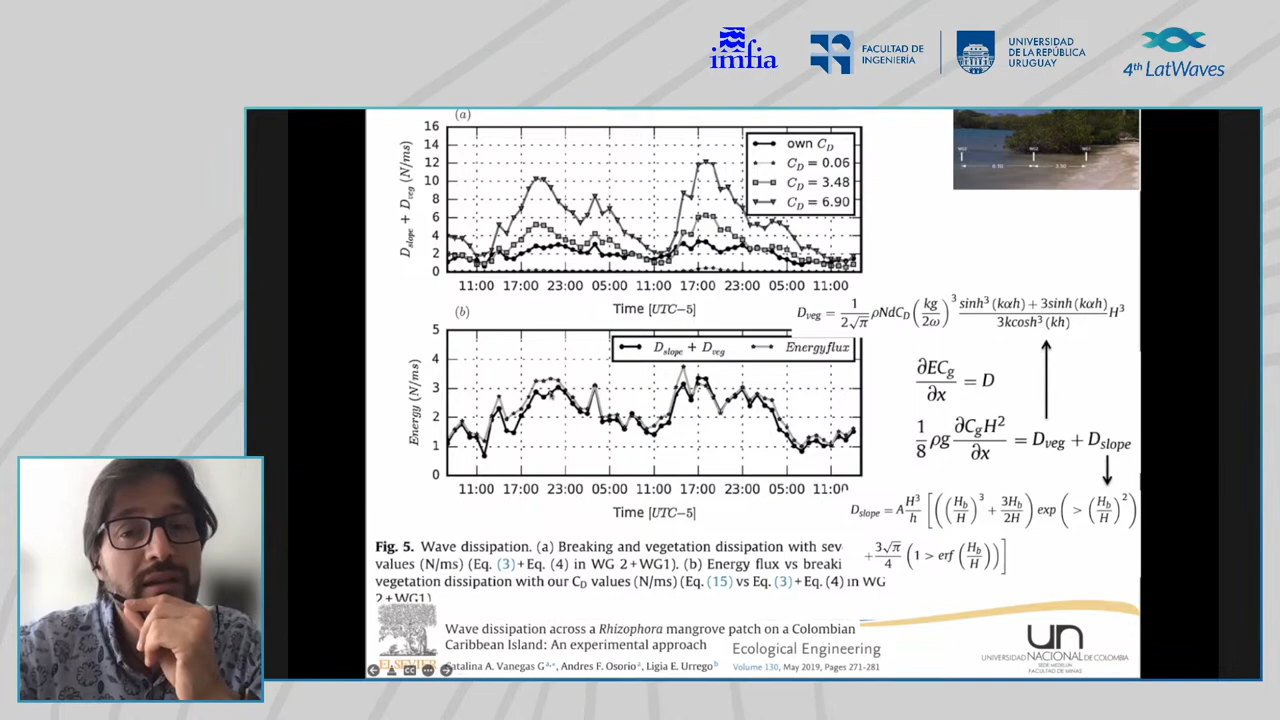 imfia
FACULTAD DE
INGENIERÍA
UNIVERSIDAD
DE LA REPÚBLICA
URUGUAY
4th LatWaves
(a)
16
14
12
10
8
6
4
2
0
D_slope + D_veg (N/ms)
own C_D
C_D = 0.06
C_D = 3.48
C_D = 6.90
11:00 17:00 23:00 05:00 11:00 17:00 23:00 05:00 11:00
Time [UTC−5]
(b)
5
4
3
2
1
0
Energy (N/ms)
D_slope + D_veg Energyflux
11:00 17:00 23:00 05:00 11:00 17:00 23:00 05:00 11:00
Time [UTC−5]
D_veg = 1/(2√π) ρNdC_D (kg/2ω)^3 (sinh^3 (kαh) + 3sinh (kαh))/(3kcosh^3 (kh)) H^3
∂EC_g/∂x = D
1/8 ρg ∂C_gH^2/∂x = D_veg + D_slope
D_slope = A H^3/h [((H_b/H)^3 + 3H_b/2H) exp (> (H_b/H)^2)
+ 3√π/4 (1 > erf (H_b/H))]
Fig. 5. Wave dissipation. (a) Breaking and vegetation dissipation with sev
values (N/ms) (Eq. (3)+Eq. (4) in WG 2+WG1). (b) Energy flux vs breaki
vegetation dissipation with our C_D values (N/ms) (Eq. (15) vs Eq. (3)+Eq. (4) in WG
2+WG1)
Wave dissipation across a Rhizophora mangrove patch on a Colombian
Caribbean Island: An experimental approach
Catalina A. Vanegas G a,*, Andres F. Osorio a, Ligia E. Urrego b
ELSEVIER
Ecological Engineering
Volume 130, May 2019, Pages 271-281
un
UNIVERSIDAD NACIONAL DE COLOMBIA
SEDE MEDELLÍN
FACULTAD DE MINAS